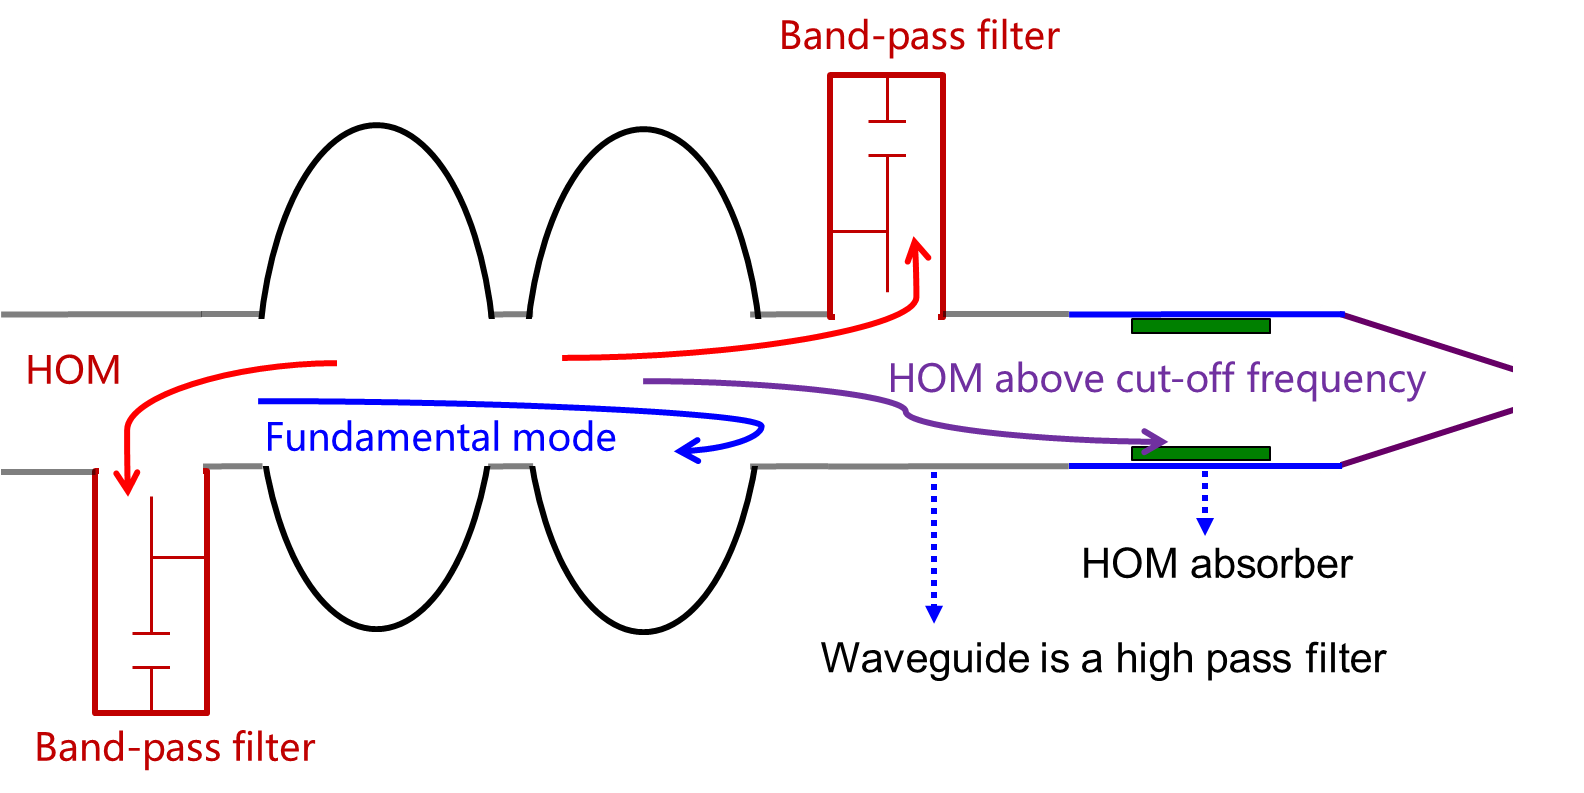 Band-pass filter
HOM
HOM above cut-off frequency
Fundamental mode
HOM absorber
Waveguide is a high pass filter
Band-pass filter